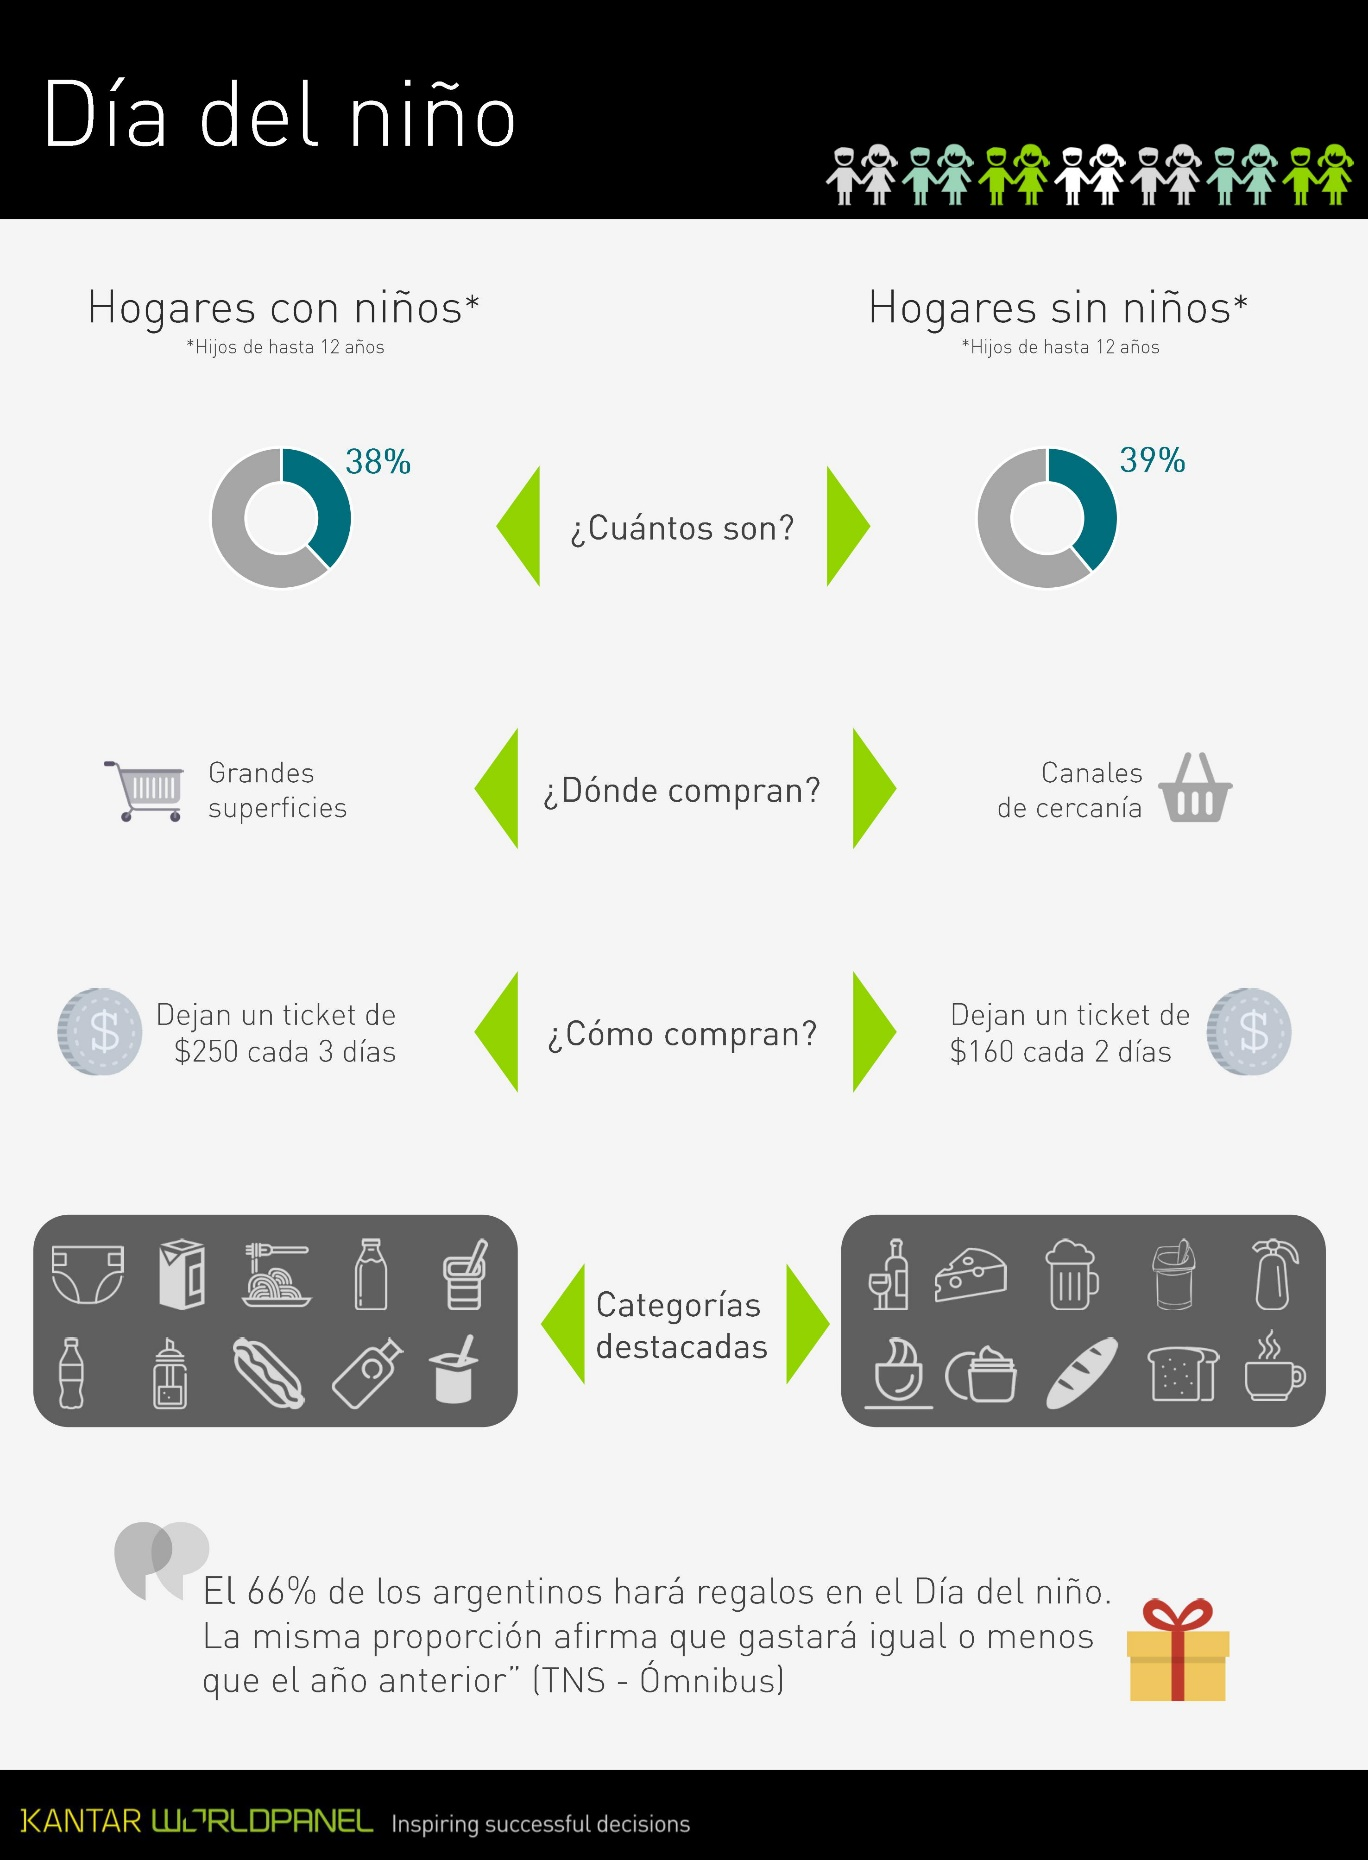 Día del niño
Hogares con niños*
*Hijos de hasta 12 años
Hogares sin niños*
*Hijos de hasta 12 años
38%
¿Cuántos son?
39%
Grandes
superficies
¿Dónde compran?
Canales
de cercanía
Dejan un ticket de
$250 cada 3 días
¿Cómo compran?
Dejan un ticket de
$160 cada 2 días
Categorías
destacadas
El 66% de los argentinos hará regalos en el Día del niño.
La misma proporción afirma que gastará igual o menos
que el año anterior” (TNS - Ómnibus)
KANTAR WORLDPANEL Inspiring successful decisions